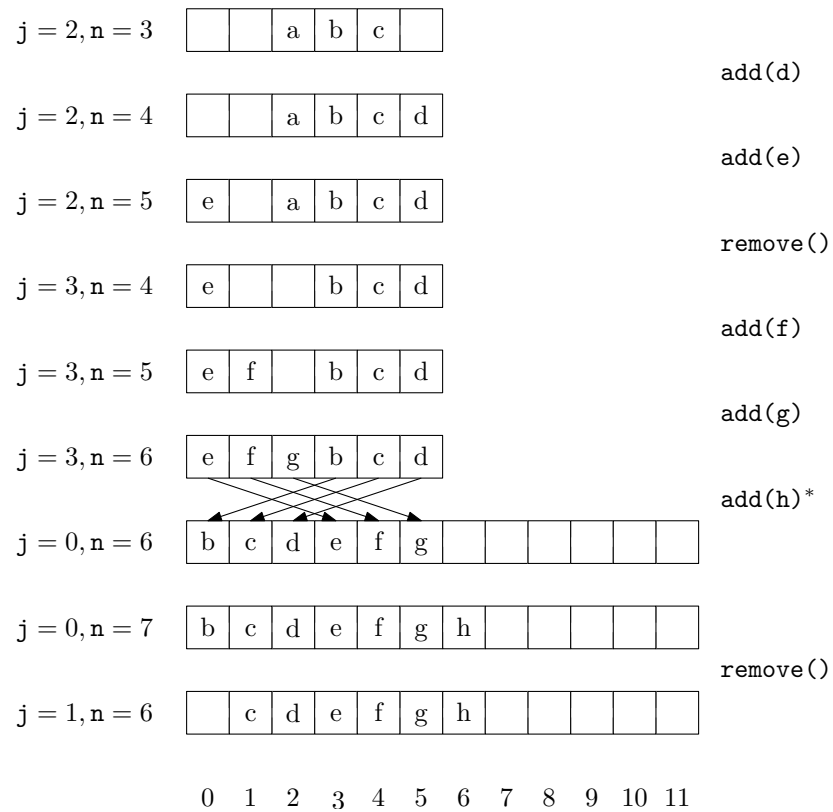 j = 2, n = 3 a b c
add(d)
j = 2, n = 4 a b c d
add(e)
j = 2, n = 5 e a b c d
remove()
j = 3, n = 4 e b c d
add(f)
j = 3, n = 5 e f b c d
add(g)
j = 3, n = 6 e f g b c d
add(h)*
j = 0, n = 6 b c d e f g
j = 0, n = 7 b c d e f g h
remove()
j = 1, n = 6 c d e f g h
0 1 2 3 4 5 6 7 8 9 10 11